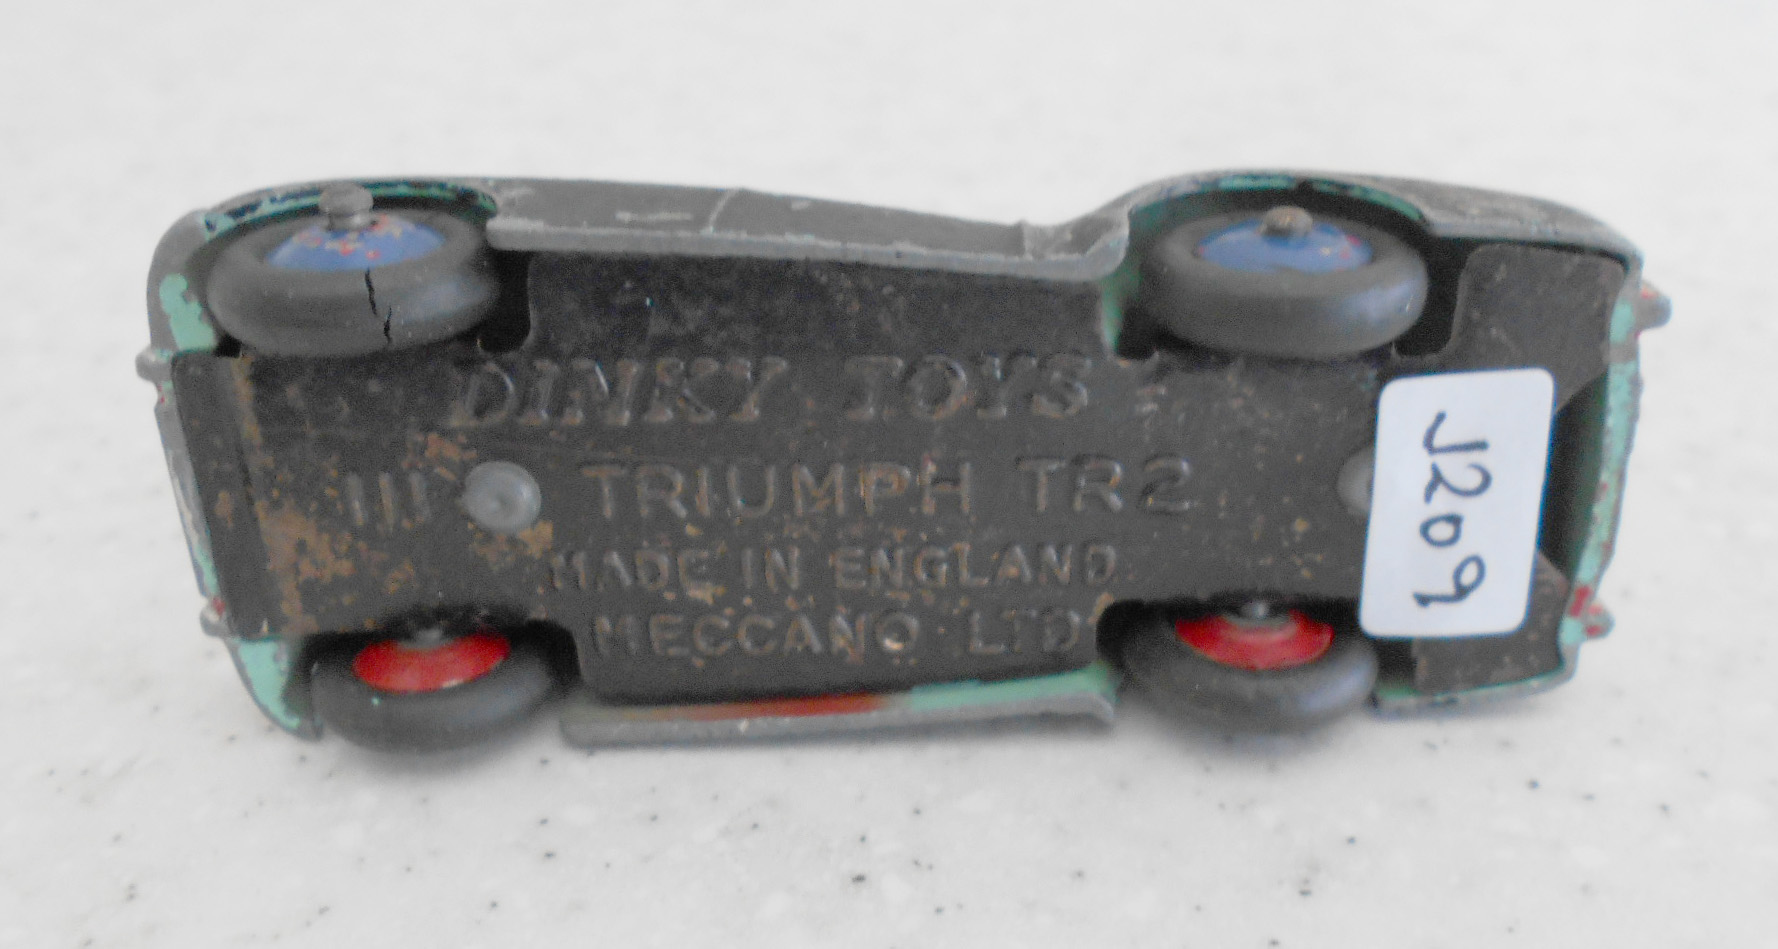 DINKY TOYS
111 TRIUMPH TR2
MADE IN ENGLAND
MECCANO LTD
J209